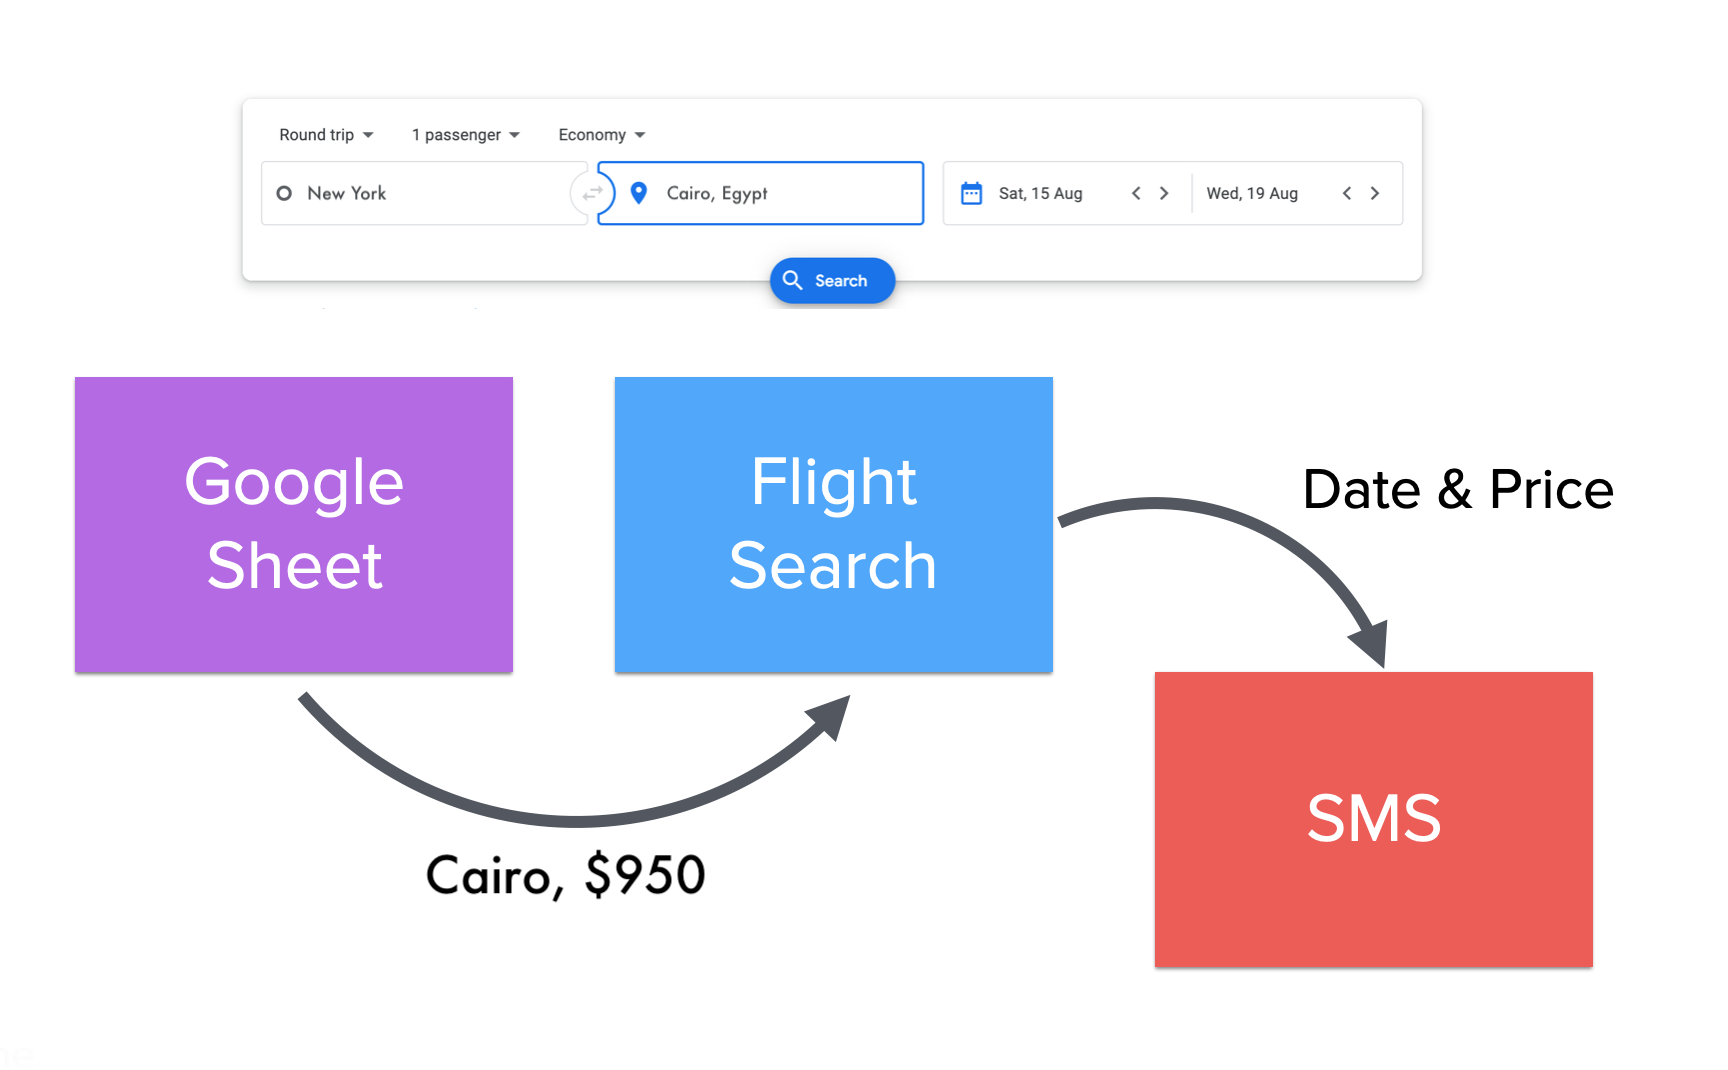 Round trip 1 passenger Economy
New York Cairo, Egypt Sat, 15 Aug Wed, 19 Aug
Search
Google
Sheet
Flight
Search
Date & Price
Cairo, $950
SMS